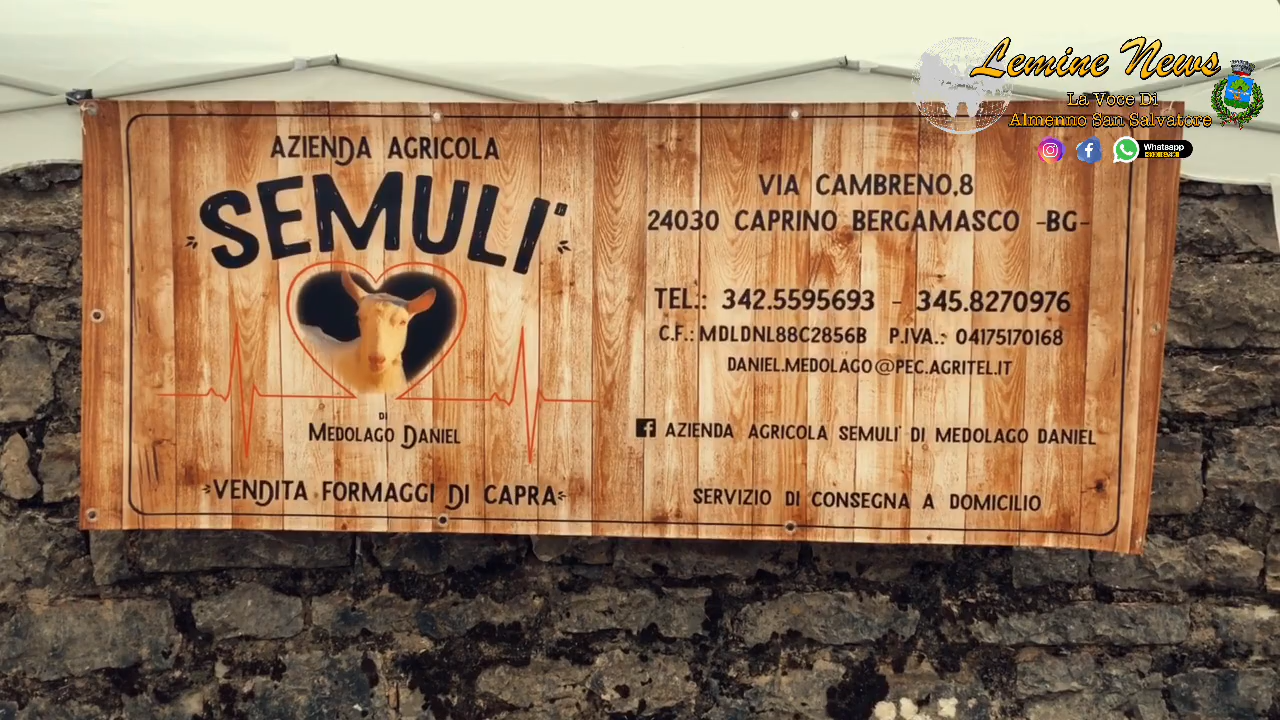 Lemine News
La Voce Di
Almenno San Salvatore
Whatsapp
AZIENDA AGRICOLA
SEMULI'
DI
MEDOLAGO DANIEL
VENDITA FORMAGGI DI CAPRA
VIA CAMBRENO,8
24030 CAPRINO BERGAMASCO -BG-
TEL.: 342.5595693 - 345.8270976
C.F.: MDLDNL88C2856B P.IVA.: 04175170168
DANIEL.MEDOLAGO@PEC.AGRITEL.IT
AZIENDA AGRICOLA SEMULI' DI MEDOLAGO DANIEL
SERVIZIO DI CONSEGNA A DOMICILIO